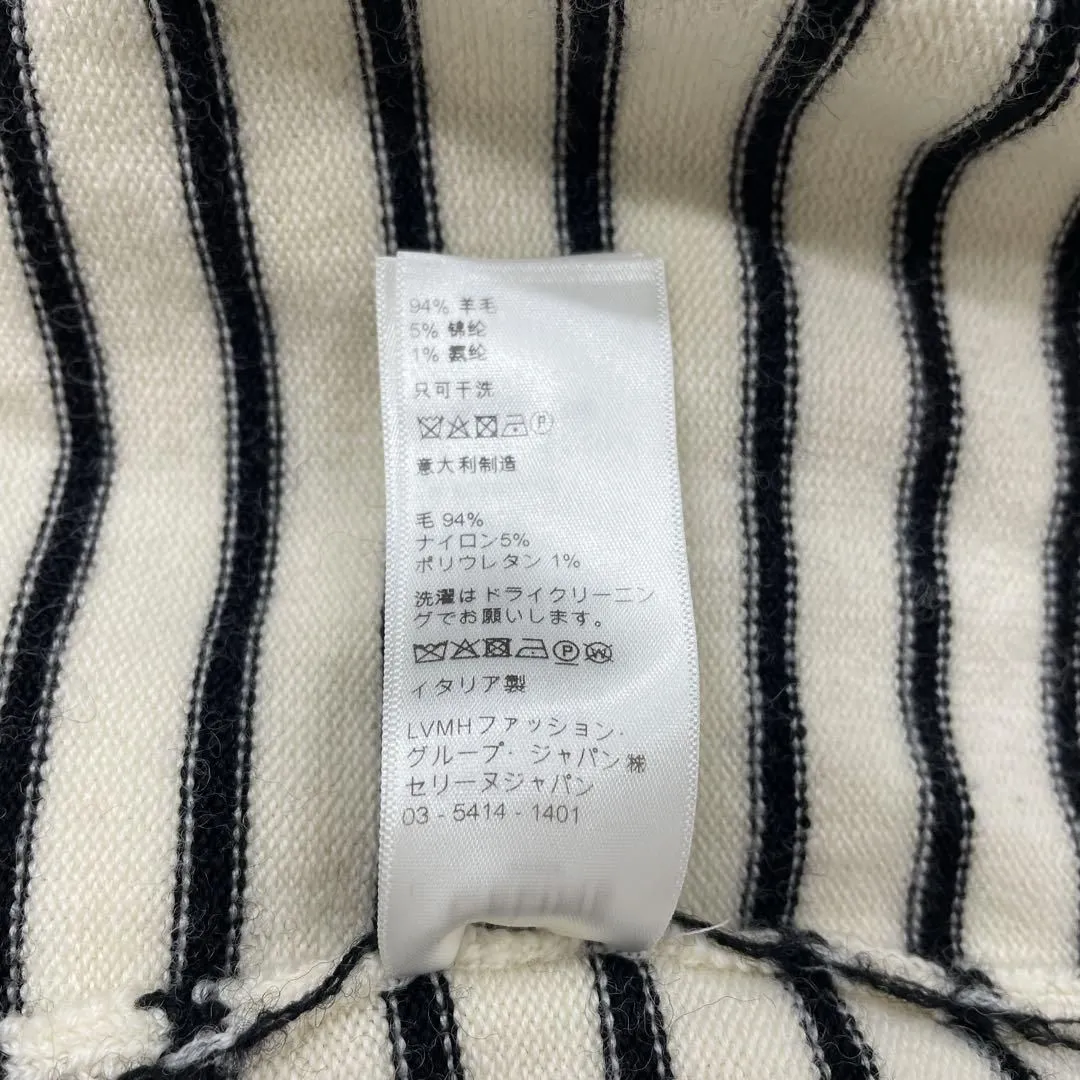 94% 羊毛
5% 锦纶
1% 氨纶
只可干洗
P
意大利制造
毛 94%
ナイロン5%
ポリウレタン 1%
洗濯はドライクリーニン
グでお願いします。
P W
イタリア製
LVMHファッション・
グループ・ジャパン㈱
セリーヌジャパン
03 - 5414 - 1401